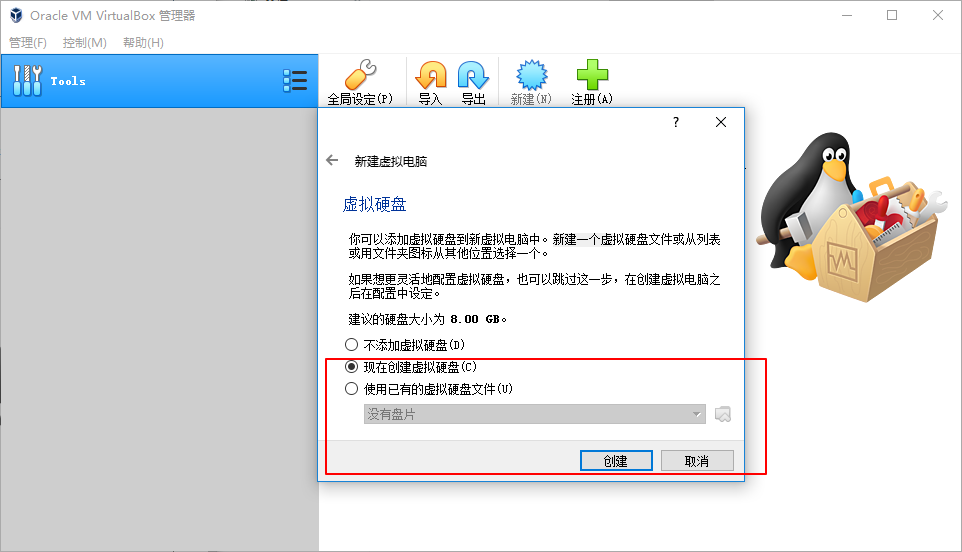 Oracle VM VirtualBox 管理器
管理(F) 控制(M) 帮助(H)
Tools
全局设定(P) 导入 导出 新建(N) 注册(A)
?
新建虚拟电脑
虚拟硬盘
你可以添加虚拟硬盘到新虚拟电脑中。新建一个虚拟硬盘文件或从列表
或用文件夹图标从其他位置选择一个。
如果想更灵活地配置虚拟硬盘，也可以跳过这一步，在创建虚拟电脑之
后在配置中设定。
建议的硬盘大小为 8.00 GB。
不添加虚拟硬盘(D)
现在创建虚拟硬盘(C)
使用已有的虚拟硬盘文件(U)
没有盘片
创建 取消